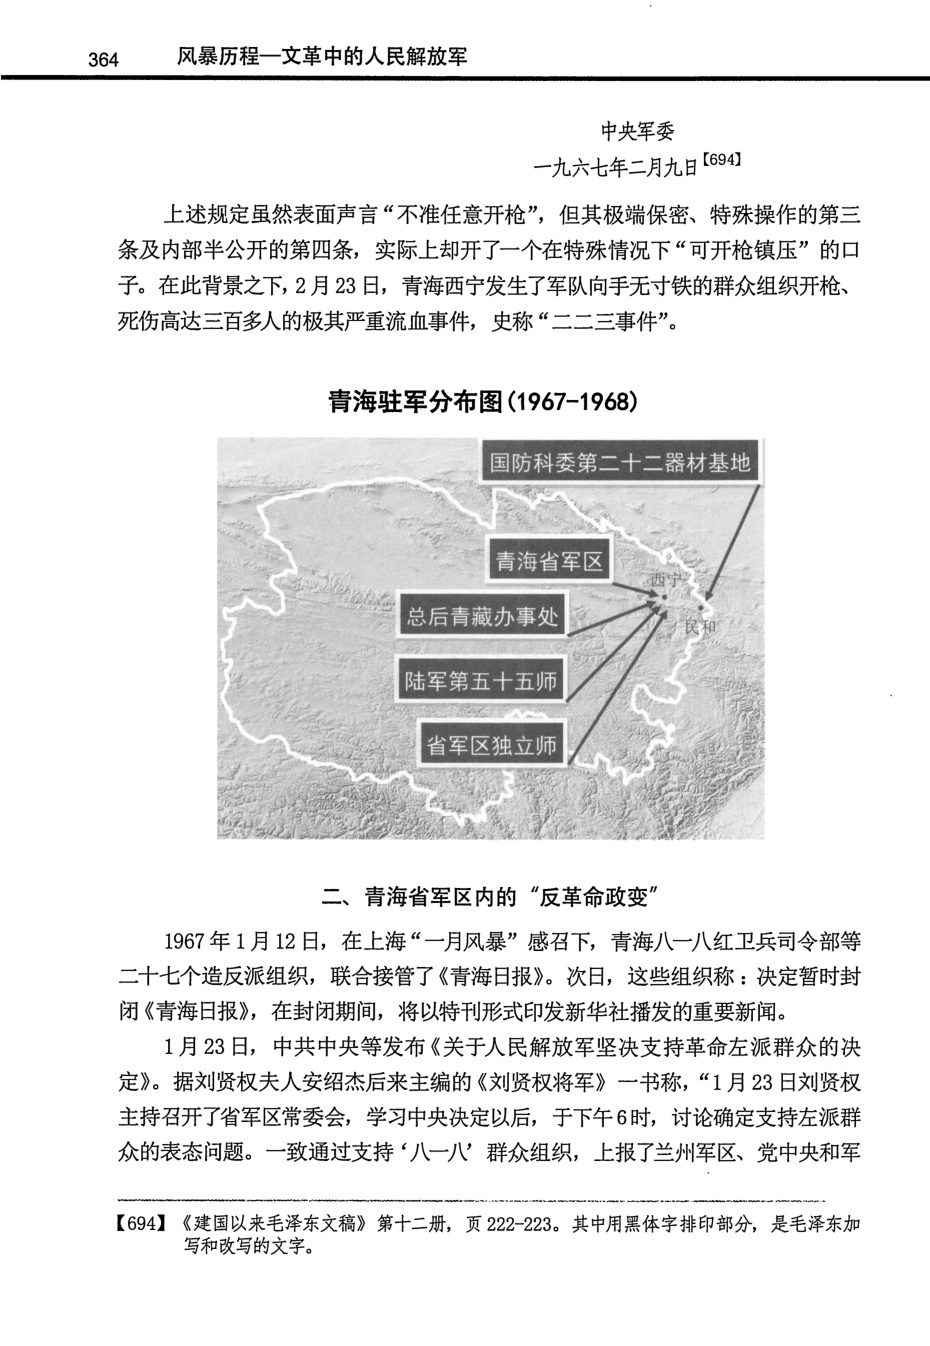 364 风暴历程—文革中的人民解放军
中央军委
一九六七年二月九日【694】
上述规定虽然表面声言“不准任意开枪”，但其极端保密、特殊操作的第三
条及内部半公开的第四条，实际上却开了一个在特殊情况下“可开枪镇压”的口
子。在此背景之下，2月23日，青海西宁发生了军队向手无寸铁的群众组织开枪、
死伤高达三百多人的极其严重流血事件，史称“二二三事件”。
青海驻军分布图(1967-1968)
国防科委第二十二器材基地
青海省军区
西宁
总后青藏办事处
民和
陆军第五十五师
省军区独立师
二、青海省军区内的“反革命政变”
1967年1月12日，在上海“一月风暴”感召下，青海八一八红卫兵司令部等
二十七个造反派组织，联合接管了《青海日报》。次日，这些组织称：决定暂时封
闭《青海日报》，在封闭期间，将以特刊形式印发新华社播发的重要新闻。
1月23日，中共中央等发布《关于人民解放军坚决支持革命左派群众的决
定》。据刘贤权夫人安绍杰后来主编的《刘贤权将军》一书称，“1月23日刘贤权
主持召开了省军区常委会，学习中央决定以后，于下午6时，讨论确定支持左派群
众的表态问题。一致通过支持‘八一八’群众组织，上报了兰州军区、党中央和军
【694】《建国以来毛泽东文稿》第十二册，页222-223。其中用黑体字排印部分，是毛泽东加
写和改写的文字。